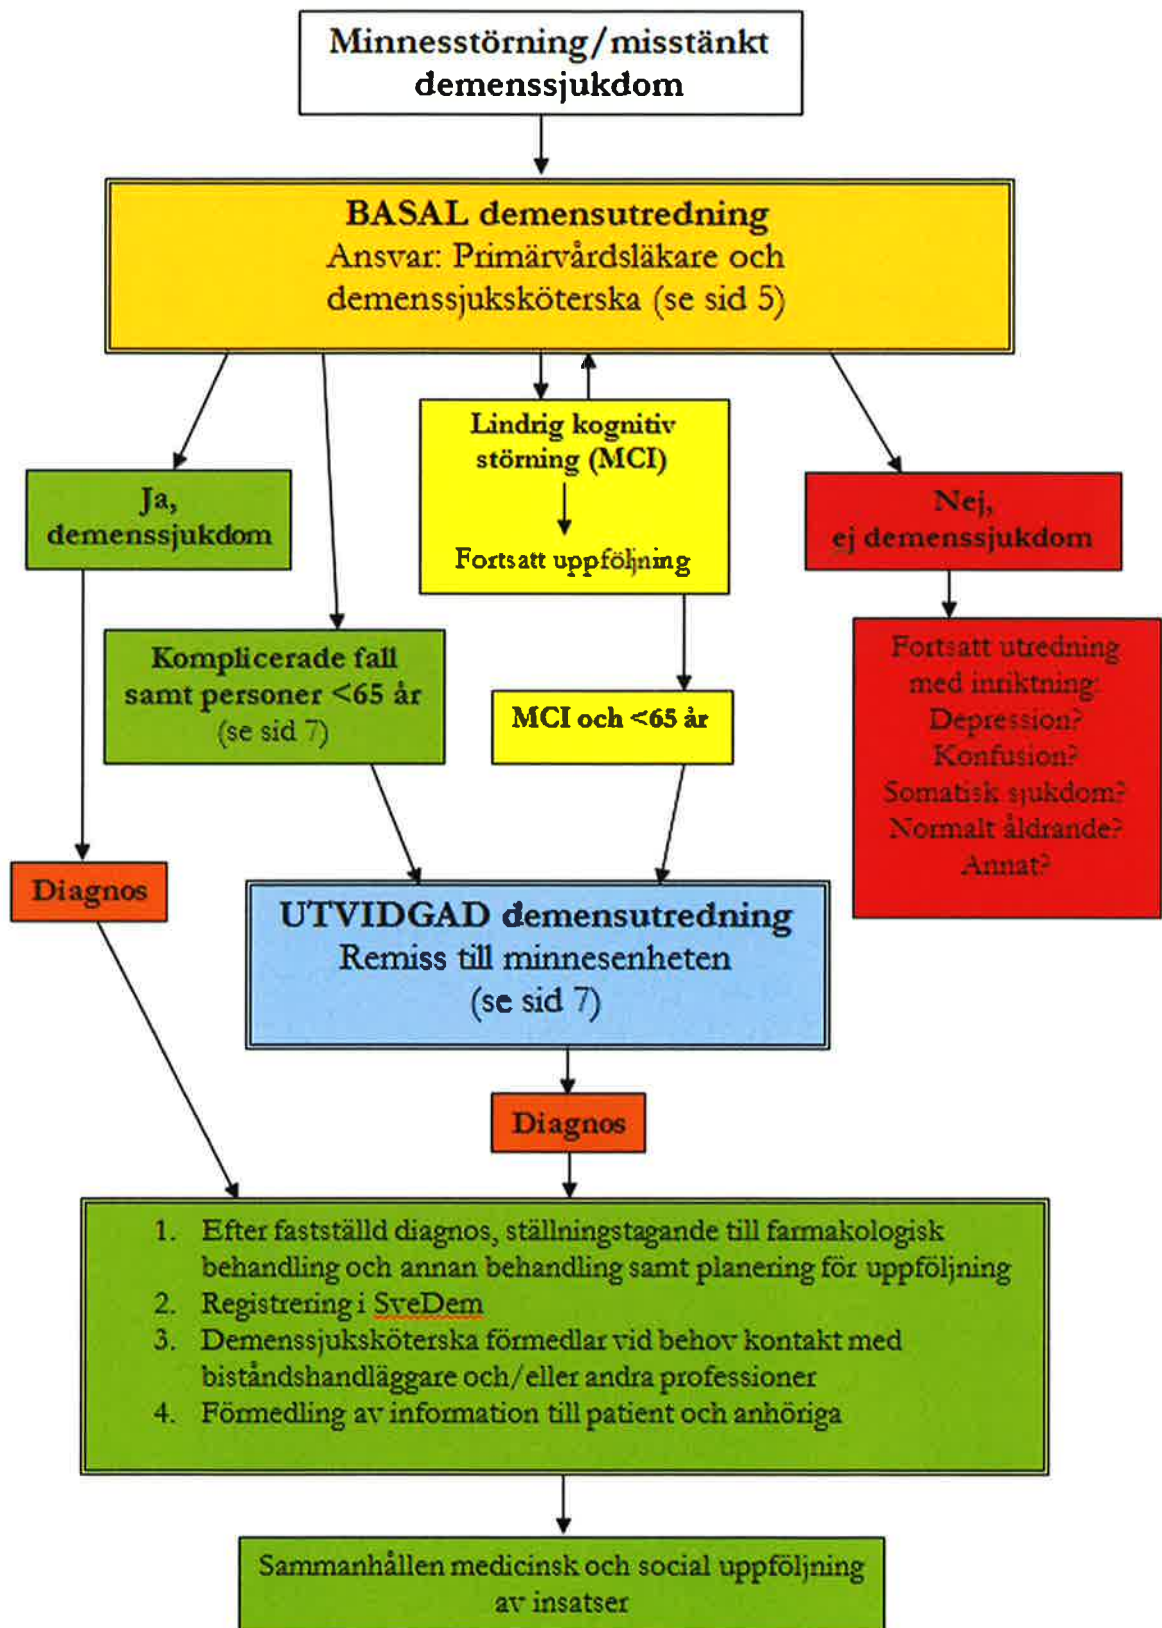 Minnesstörning/misstänkt
demenssjukdom
BASAL demensutredning
Ansvar: Primärvårdsläkare och
demenssjuksköterska (se sid 5)
Lindrig kognitiv
störning (MCI)
Fortsatt uppföljning
Ja,
demenssjukdom
Nej,
ej demenssjukdom
Komplicerade fall
samt personer <65 år
(se sid 7)
MCI och <65 år
Fortsatt utredning
med inriktning:
Depression?
Konfusion?
Somatisk sjukdom?
Normalt åldrande?
Annat?
Diagnos
UTVIDGAD demensutredning
Remiss till minnesenheten
(se sid 7)
Diagnos
1. Efter fastställd diagnos, ställningstagande till farmakologisk
behandling och annan behandling samt planering för uppföljning
2. Registrering i SveDem
3. Demenssjuksköterska förmedlar vid behov kontakt med
biståndshandläggare och/eller andra professioner
4. Förmedling av information till patient och anhöriga
Sammanhållen medicinsk och social uppföljning
av insatser